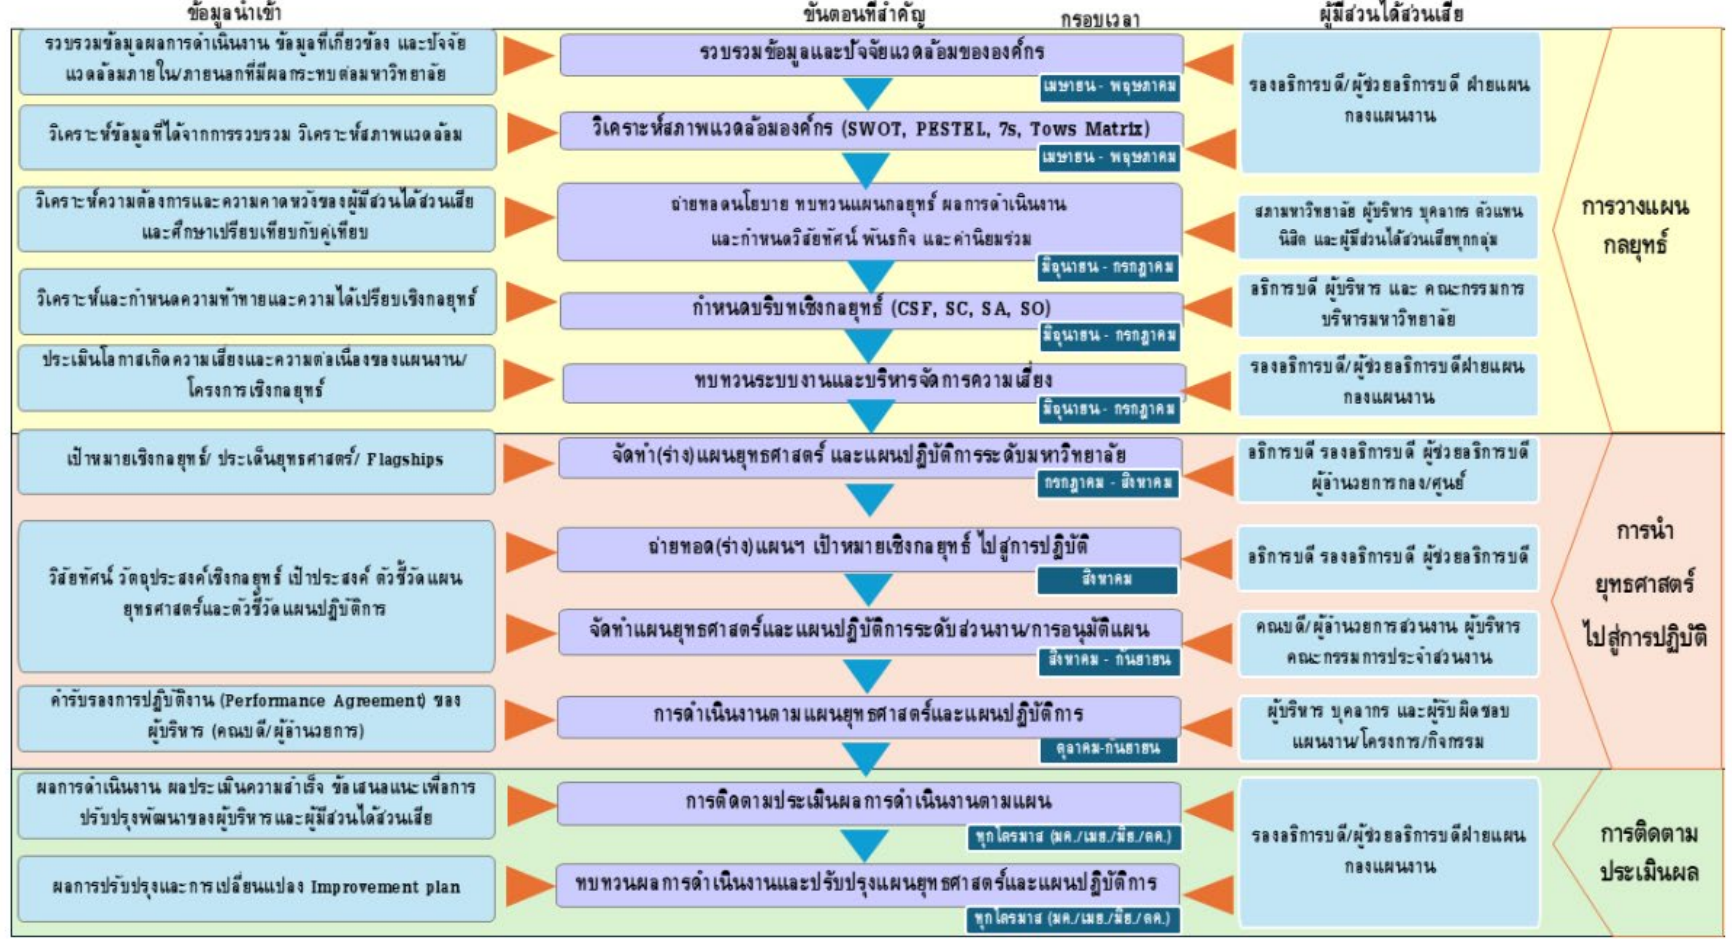 ข้อมูลนำเข้า
ขั้นตอนที่สำคัญ
กรอบเวลา
ผู้มีส่วนได้ส่วนเสีย
รวบรวมข้อมูลผลการดำเนินงาน ข้อมูลที่เกี่ยวข้อง และปัจจัย
แวดล้อมภายใน/ภายนอกที่มีผลกระทบต่อมหาวิทยาลัย
รวบรวมข้อมูลและปัจจัยแวดล้อมขององค์กร
เมษายน - พฤษภาคม
รองอธิการบดี/ผู้ช่วยอธิการบดี ฝ่ายแผน
กองแผนงาน
วิเคราะห์ข้อมูลที่ได้จากการรวบรวม วิเคราะห์สภาพแวดล้อม
วิเคราะห์สภาพแวดล้อมองค์กร (SWOT, PESTEL, 7s, Tows Matrix)
เมษายน - พฤษภาคม
วิเคราะห์ความต้องการและความคาดหวังของผู้มีส่วนได้ส่วนเสีย
และศึกษาเปรียบเทียบกับคู่เทียบ
ถ่ายทอดนโยบาย ทบทวนแผนกลยุทธ์ ผลการดำเนินงาน
และกำหนดวิสัยทัศน์ พันธกิจ และค่านิยมร่วม
มิถุนายน - กรกฎาคม
สภามหาวิทยาลัย ผู้บริหาร บุคลากร ตัวแทน
นิสิต และผู้มีส่วนได้ส่วนเสียทุกกลุ่ม
การวางแผน
กลยุทธ์
วิเคราะห์และกำหนดความท้าทายและความได้เปรียบเชิงกลยุทธ์
กำหนดบริบทเชิงกลยุทธ์ (CSF, SC, SA, SO)
มิถุนายน - กรกฎาคม
อธิการบดี ผู้บริหาร และ คณะกรรมการ
บริหารมหาวิทยาลัย
ประเมินโอกาสเกิดความเสี่ยงและความต่อเนื่องของแผนงาน/
โครงการเชิงกลยุทธ์
ทบทวนระบบงานและบริหารจัดการความเสี่ยง
มิถุนายน - กรกฎาคม
รองอธิการบดี/ผู้ช่วยอธิการบดีฝ่ายแผน
กองแผนงาน
เป้าหมายเชิงกลยุทธ์/ ประเด็นยุทธศาสตร์/ Flagships
จัดทำ(ร่าง)แผนยุทธศาสตร์ และแผนปฏิบัติการระดับมหาวิทยาลัย
กรกฎาคม - สิงหาคม
อธิการบดี รองอธิการบดี ผู้ช่วยอธิการบดี
ผู้อำนวยการกอง/ศูนย์
วิสัยทัศน์ วัตถุประสงค์เชิงกลยุทธ์ เป้าประสงค์ ตัวชี้วัดแผน
ยุทธศาสตร์และตัวชี้วัดแผนปฏิบัติการ
ถ่ายทอด(ร่าง)แผนฯ เป้าหมายเชิงกลยุทธ์ ไปสู่การปฏิบัติ
สิงหาคม
อธิการบดี รองอธิการบดี ผู้ช่วยอธิการบดี
การนำ
ยุทธศาสตร์
ไปสู่การปฏิบัติ
จัดทำแผนยุทธศาสตร์และแผนปฏิบัติการระดับส่วนงาน/การอนุมัติแผน
สิงหาคม - กันยายน
คณบดี/ผู้อำนวยการส่วนงาน ผู้บริหาร
คณะกรรมการประจำส่วนงาน
คำรับรองการปฏิบัติงาน (Performance Agreement) ของ
ผู้บริหาร (คณบดี/ผู้อำนวยการ)
การดำเนินงานตามแผนยุทธศาสตร์และแผนปฏิบัติการ
ตุลาคม-กันยายน
ผู้บริหาร บุคลากร และผู้รับผิดชอบ
แผนงาน/โครงการ/กิจกรรม
ผลการดำเนินงาน ผลประเมินความสำเร็จ ข้อเสนอแนะเพื่อการ
ปรับปรุงพัฒนาของผู้บริหารและผู้มีส่วนได้ส่วนเสีย
การติดตามประเมินผลการดำเนินงานตามแผน
ทุกไตรมาส (มค./เมย./มิย./ตค.)
รองอธิการบดี/ผู้ช่วยอธิการบดีฝ่ายแผน
กองแผนงาน
การติดตาม
ประเมินผล
ผลการปรับปรุงและการเปลี่ยนแปลง Improvement plan
ทบทวนผลการดำเนินงานและปรับปรุงแผนยุทธศาสตร์และแผนปฏิบัติการ
ทุกไตรมาส (มค./เมย./มิย./ตค.)